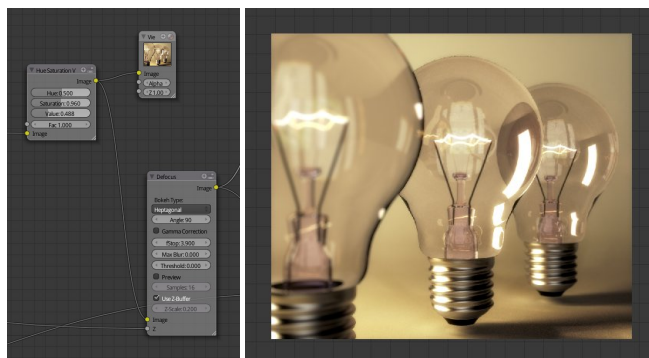 Vie
Image
Alpha
Z 1.00
Hue Saturation V
Image
Hue: 0.500
Saturation: 0.960
Value: 0.488
Fac 1.000
Image
Defocus
Image
Bokeh Type:
Heptagonal
Angle: 90
Gamma Correction
fStop: 3.900
Max Blur: 0.000
Threshold: 0.000
Preview
Samples: 16
Use Z-Buffer
Z-Scale: 0.200
Image
Z